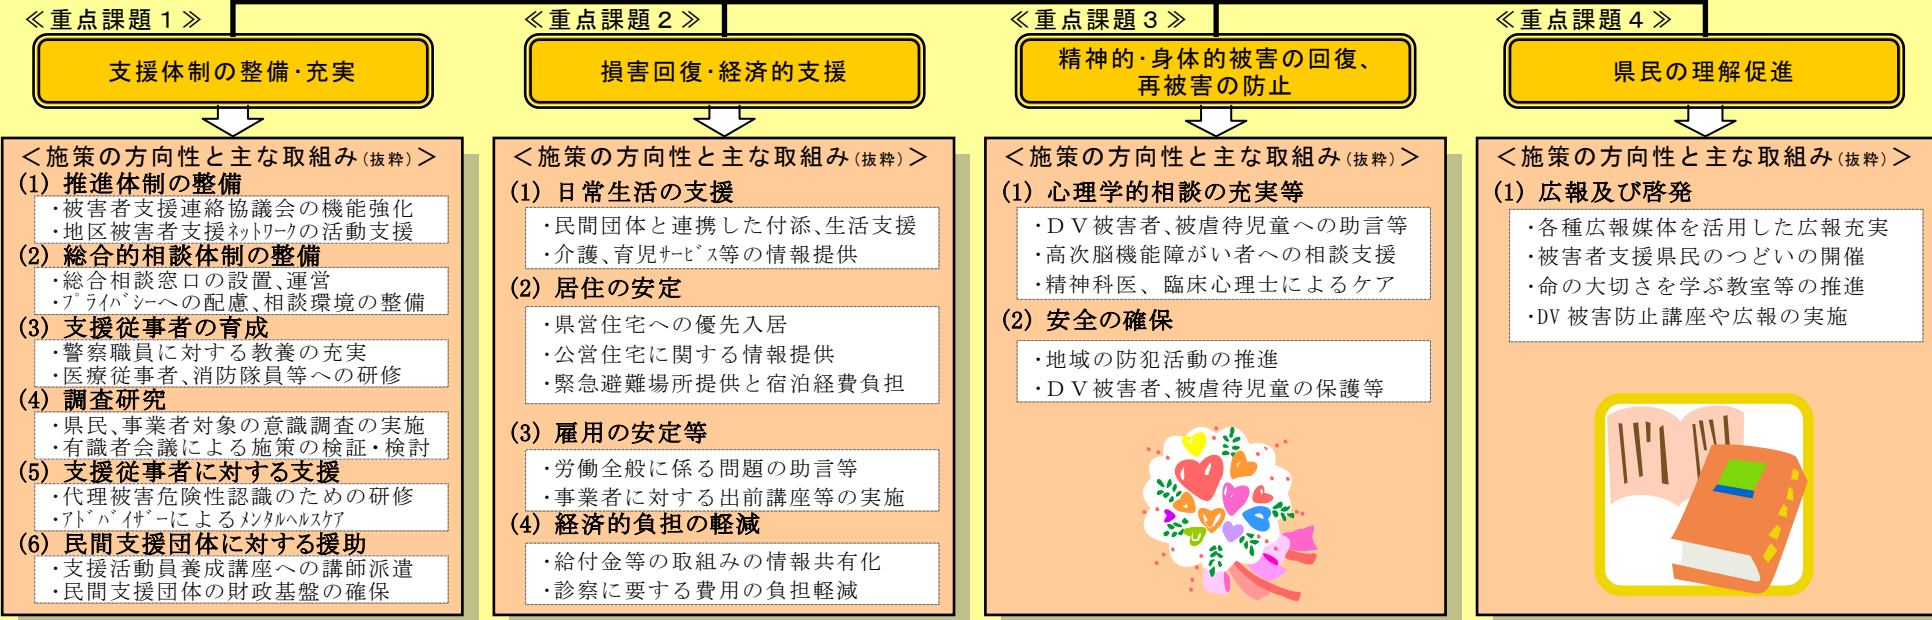 ≪重点課題１≫
支援体制の整備･充実
＜施策の方向性と主な取組み(抜粋)＞
(1) 推進体制の整備
･被害者支援連絡協議会の機能強化
･地区被害者支援ﾈｯﾄﾜｰｸの活動支援
(2) 総合的相談体制の整備
･総合相談窓口の設置、運営
･ﾌﾟﾗｲﾊﾞｼｰへの配慮、相談環境の整備
(3) 支援従事者の育成
･警察職員に対する教養の充実
･医療従事者、消防隊員等への研修
(4) 調査研究
･県民、事業者対象の意識調査の実施
･有識者会議による施策の検証・検討
(5) 支援従事者に対する支援
･代理被害危険性認識のための研修
･ｱﾄﾞﾊﾞｲｻﾞｰによるﾒﾝﾀﾙﾍﾙｽｹｱ
(6) 民間支援団体に対する援助
･支援活動員養成講座への講師派遣
･民間支援団体の財政基盤の確保
≪重点課題２≫
損害回復･経済的支援
＜施策の方向性と主な取組み(抜粋)＞
(1) 日常生活の支援
･民間団体と連携した付添、生活支援
･介護、育児ｻｰﾋﾞｽ等の情報提供
(2) 居住の安定
･県営住宅への優先入居
･公営住宅に関する情報提供
･緊急避難場所提供と宿泊経費負担
(3) 雇用の安定等
･労働全般に係る問題の助言等
･事業者に対する出前講座等の実施
(4) 経済的負担の軽減
･給付金等の取組みの情報共有化
･診察に要する費用の負担軽減
≪重点課題３≫
精神的･身体的被害の回復、
再被害の防止
＜施策の方向性と主な取組み(抜粋)＞
(1) 心理学的相談の充実等
･ＤＶ被害者、被虐待児童への助言等
･高次脳機能障がい者への相談支援
･精神科医、臨床心理士によるケア
(2) 安全の確保
･地域の防犯活動の推進
･ＤＶ被害者、被虐待児童の保護等
≪重点課題４≫
県民の理解促進
＜施策の方向性と主な取組み(抜粋)＞
(1) 広報及び啓発
･各種広報媒体を活用した広報充実
･被害者支援県民のつどいの開催
･命の大切さを学ぶ教室等の推進
･DV 被害防止講座や広報の実施